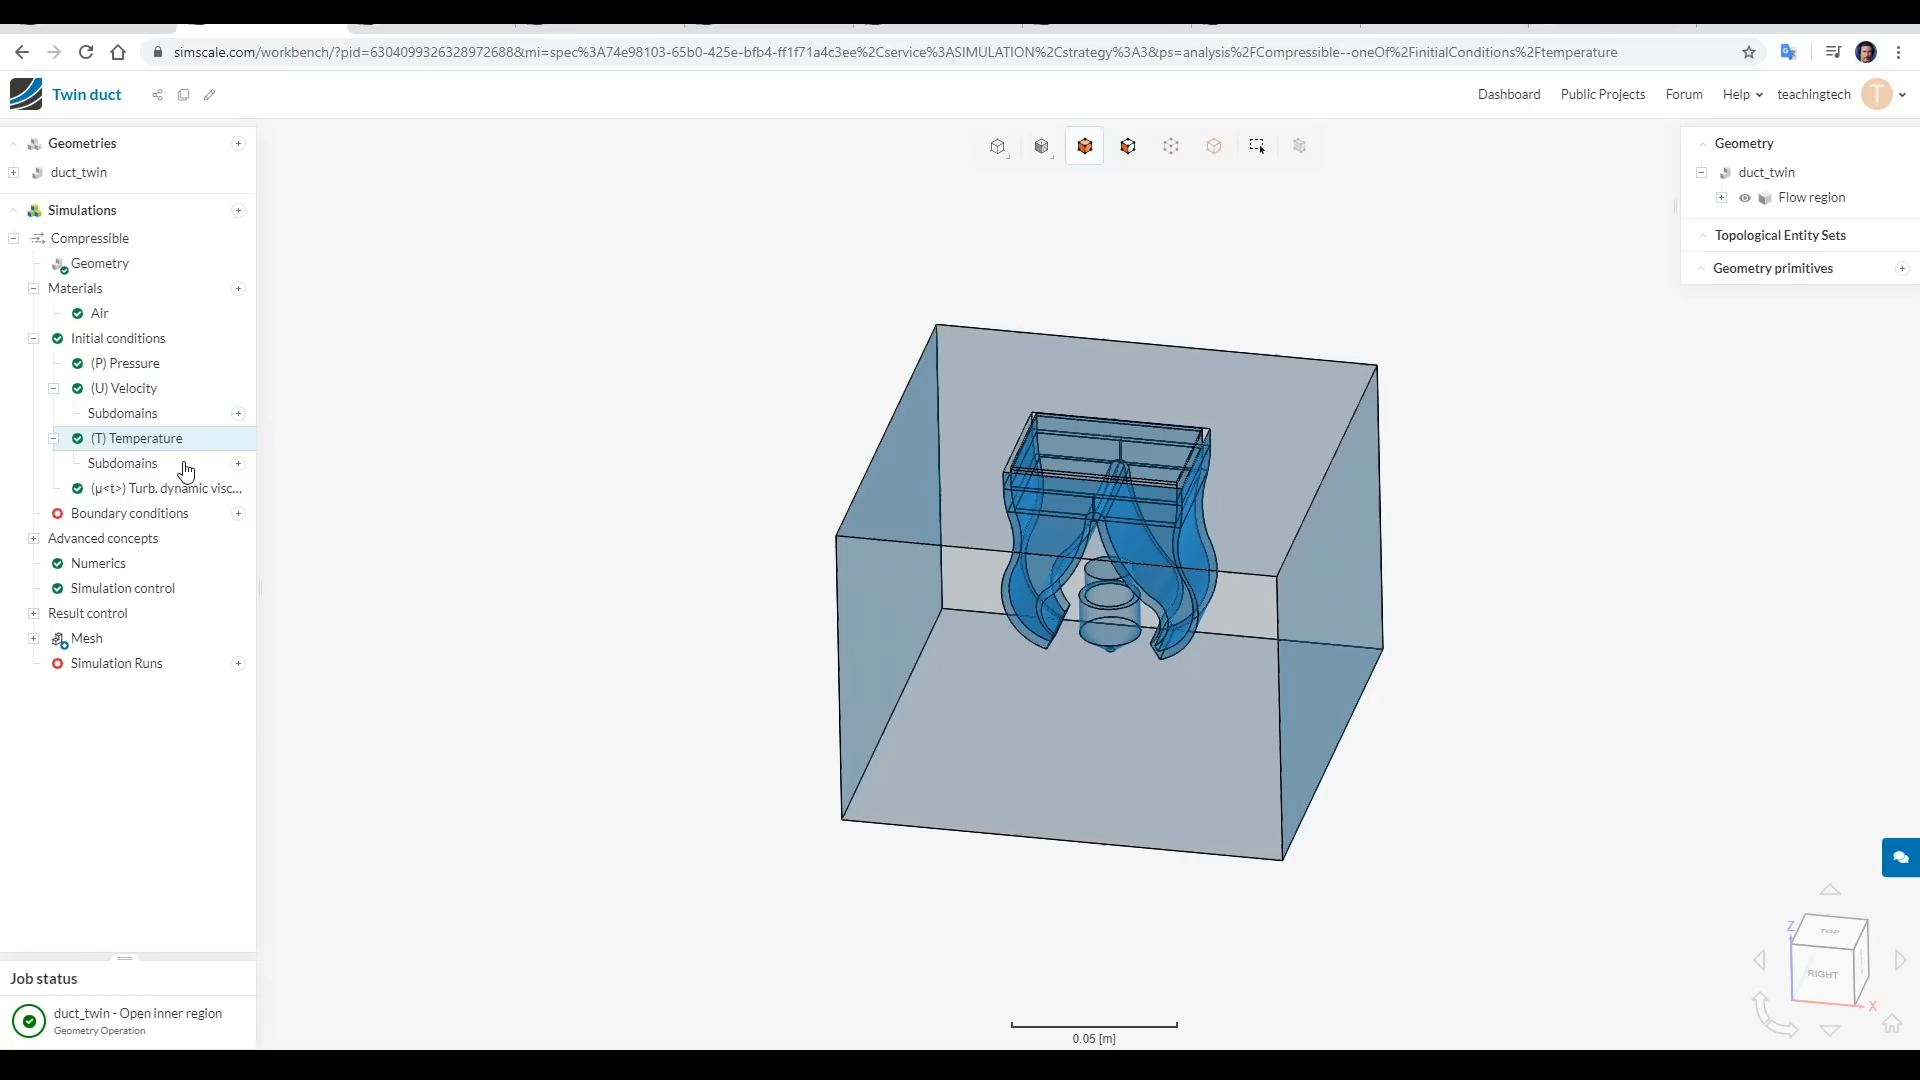 simscale.com/workbench/?pid=6304099326328972688&mi=spec%3A74e98103-65b0-425e-bfb4-ff1f71a4c3ee%2Cservice%3ASIMULATION%2Cstrategy%3A3&ps=analysis%2FCompressible--oneOf%2FinitialConditions%2Ftemperature
Twin duct
Dashboard
Public Projects
Forum
Help
teachingtech
T
Geometries
duct_twin
Simulations
Compressible
Geometry
Materials
Air
Initial conditions
(P) Pressure
(U) Velocity
Subdomains
(T) Temperature
Subdomains
(μ<t>) Turb. dynamic visc...
Boundary conditions
Advanced concepts
Numerics
Simulation control
Result control
Mesh
Simulation Runs
Job status
duct_twin - Open inner region
Geometry Operation
Geometry
duct_twin
Flow region
Topological Entity Sets
Geometry primitives
0.05 [m]
Z
TOP
RIGHT
X